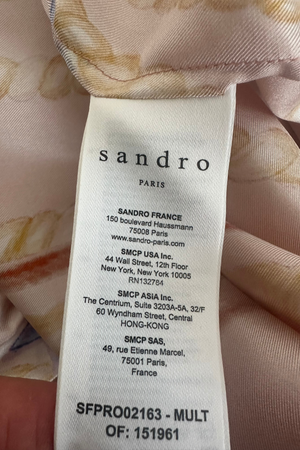 sandro
PARIS
SANDRO FRANCE
150 boulevard Haussmann
75008 Paris
www.sandro-paris.com
SMCP USA Inc.
44 Wall Street, 12th Floor
New York, New York 10005
RN132784
SMCP ASIA Inc.
The Centrium, Suite 3203A-5A, 32/F
60 Wyndham Street, Central
HONG-KONG
SMCP SAS,
49, rue Etienne Marcel,
75001 Paris,
France
SFPRO02163 - MULT
OF: 151961